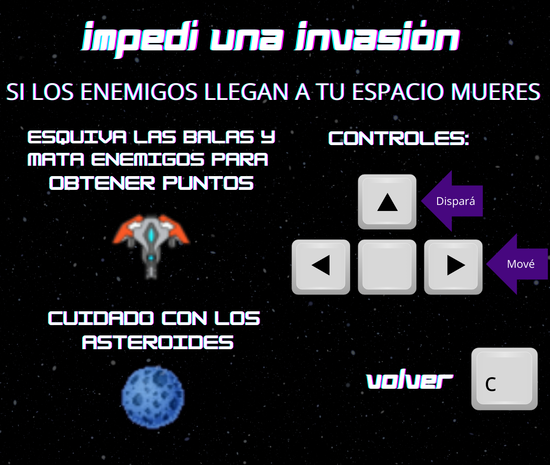 impedi una invasión
SI LOS ENEMIGOS LLEGAN A TU ESPACIO MUERES
ESQUIVA LAS BALAS Y
MATA ENEMIGOS PARA
OBTENER PUNTOS
CONTROLES:
Dispará
Mové
CUIDADO CON LOS
ASTEROIDES
volver
C